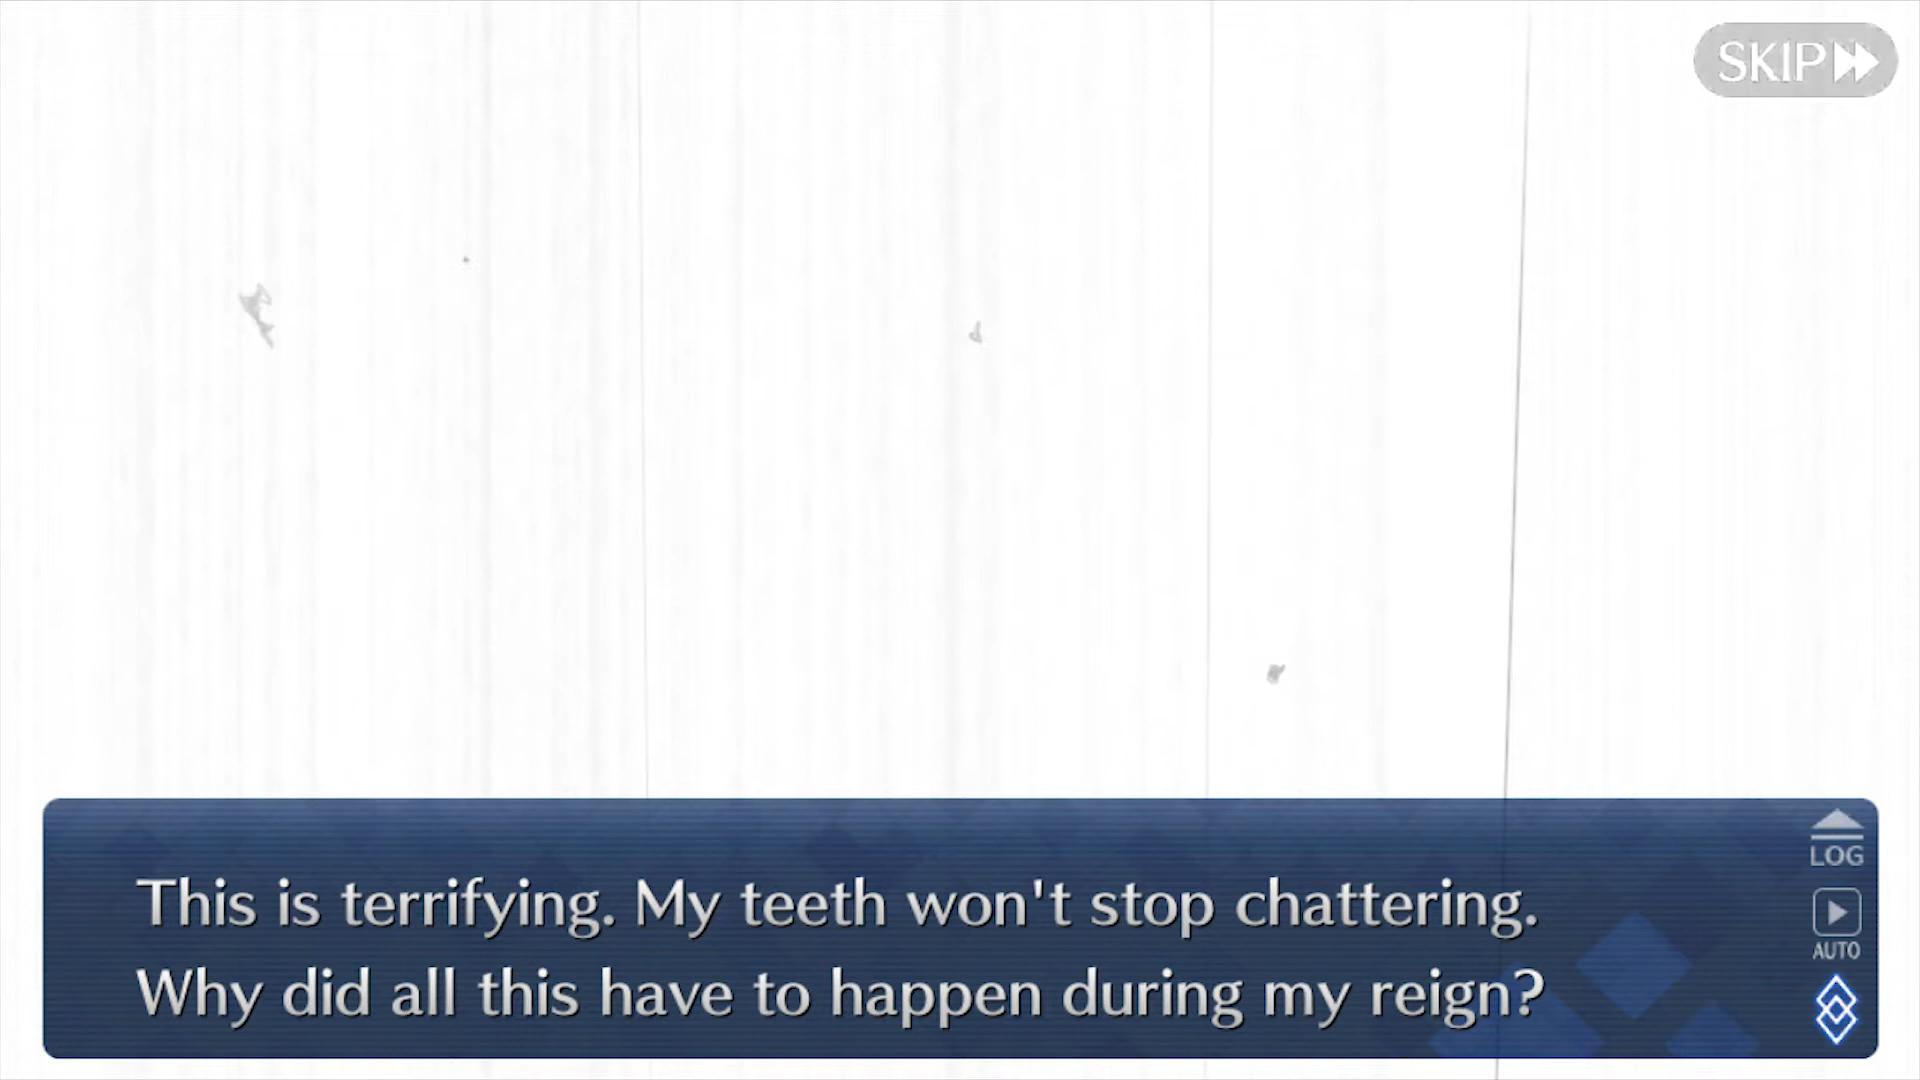 SKIP
This is terrifying. My teeth won't stop chattering.
Why did all this have to happen during my reign?
LOG
AUTO